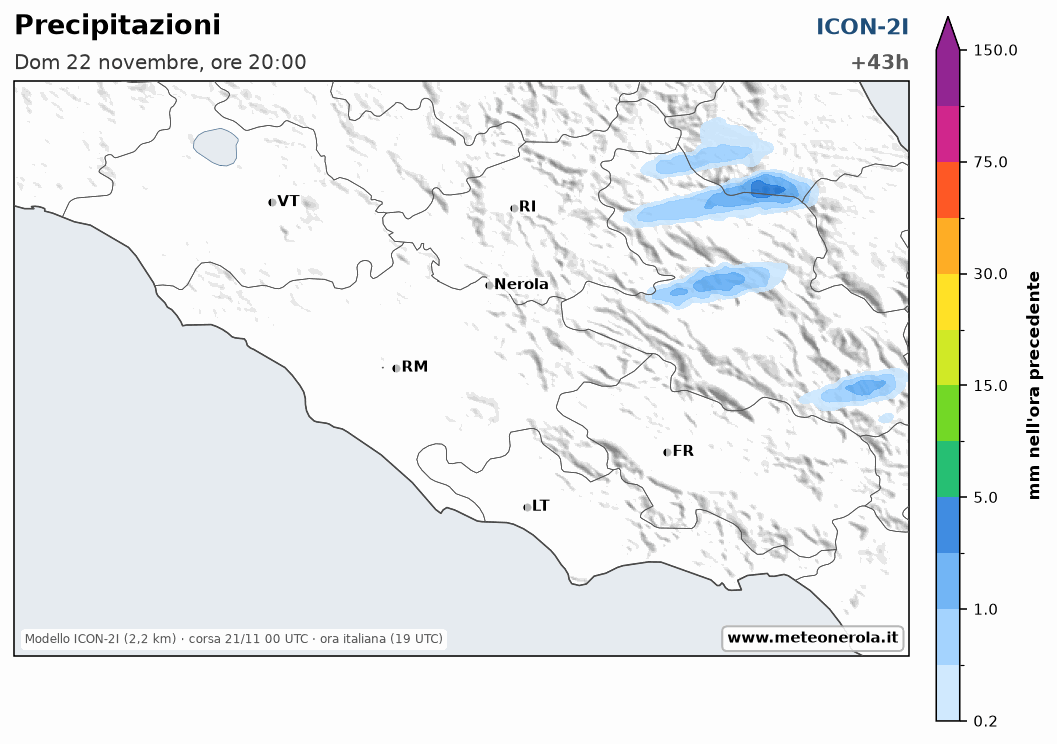 Precipitazioni
ICON-2I
Dom 22 novembre, ore 20:00
+43h
150.0
75.0
30.0
15.0
5.0
1.0
0.2
mm nell'ora precedente
VT
RI
Nerola
RM
FR
LT
Modello ICON-2I (2,2 km) · corsa 21/11 00 UTC · ora italiana (19 UTC)
www.meteonerola.it